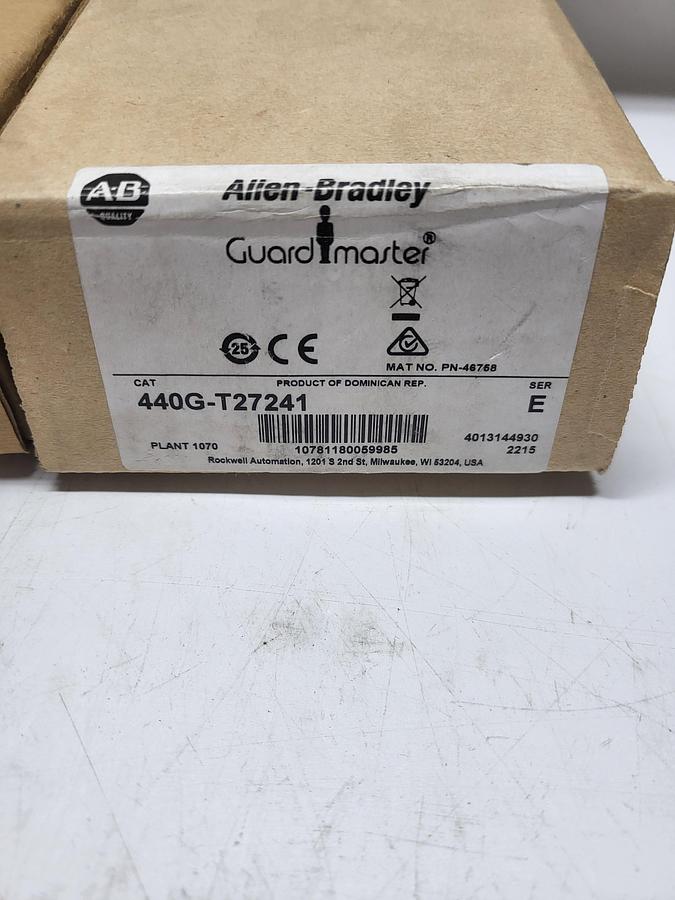 A-B
QUALITY
Allen-Bradley
Guardmaster®
25
CE
MAT NO. PN-46758
CAT
PRODUCT OF DOMINICAN REP.
SER
440G-T27241
E
PLANT 1070
10781180059985
4013144930
2215
Rockwell Automation, 1201 S 2nd St, Milwaukee, WI 53204, USA